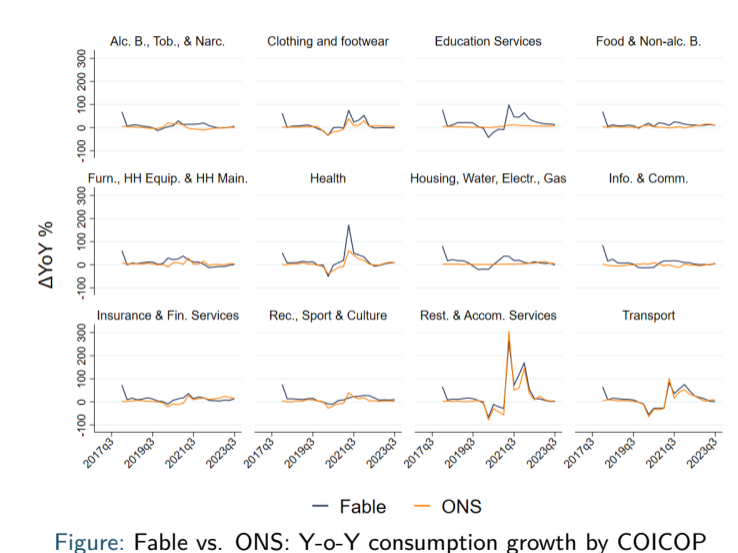 Alc. B., Tob., & Narc. Clothing and footwear Education Services Food & Non-alc. B.
300
200
100
0
-100
Furn., HH Equip. & HH Main. Health Housing, Water, Electr., Gas Info. & Comm.
300
200
100
0
-100
ΔYoY %
Insurance & Fin. Services Rec., Sport & Culture Rest. & Accom. Services Transport
300
200
100
0
-100
2017q3 2019q3 2021q3 2023q3 2017q3 2019q3 2021q3 2023q3 2017q3 2019q3 2021q3 2023q3 2017q3 2019q3 2021q3 2023q3
Fable ONS
Figure: Fable vs. ONS: Y-o-Y consumption growth by COICOP